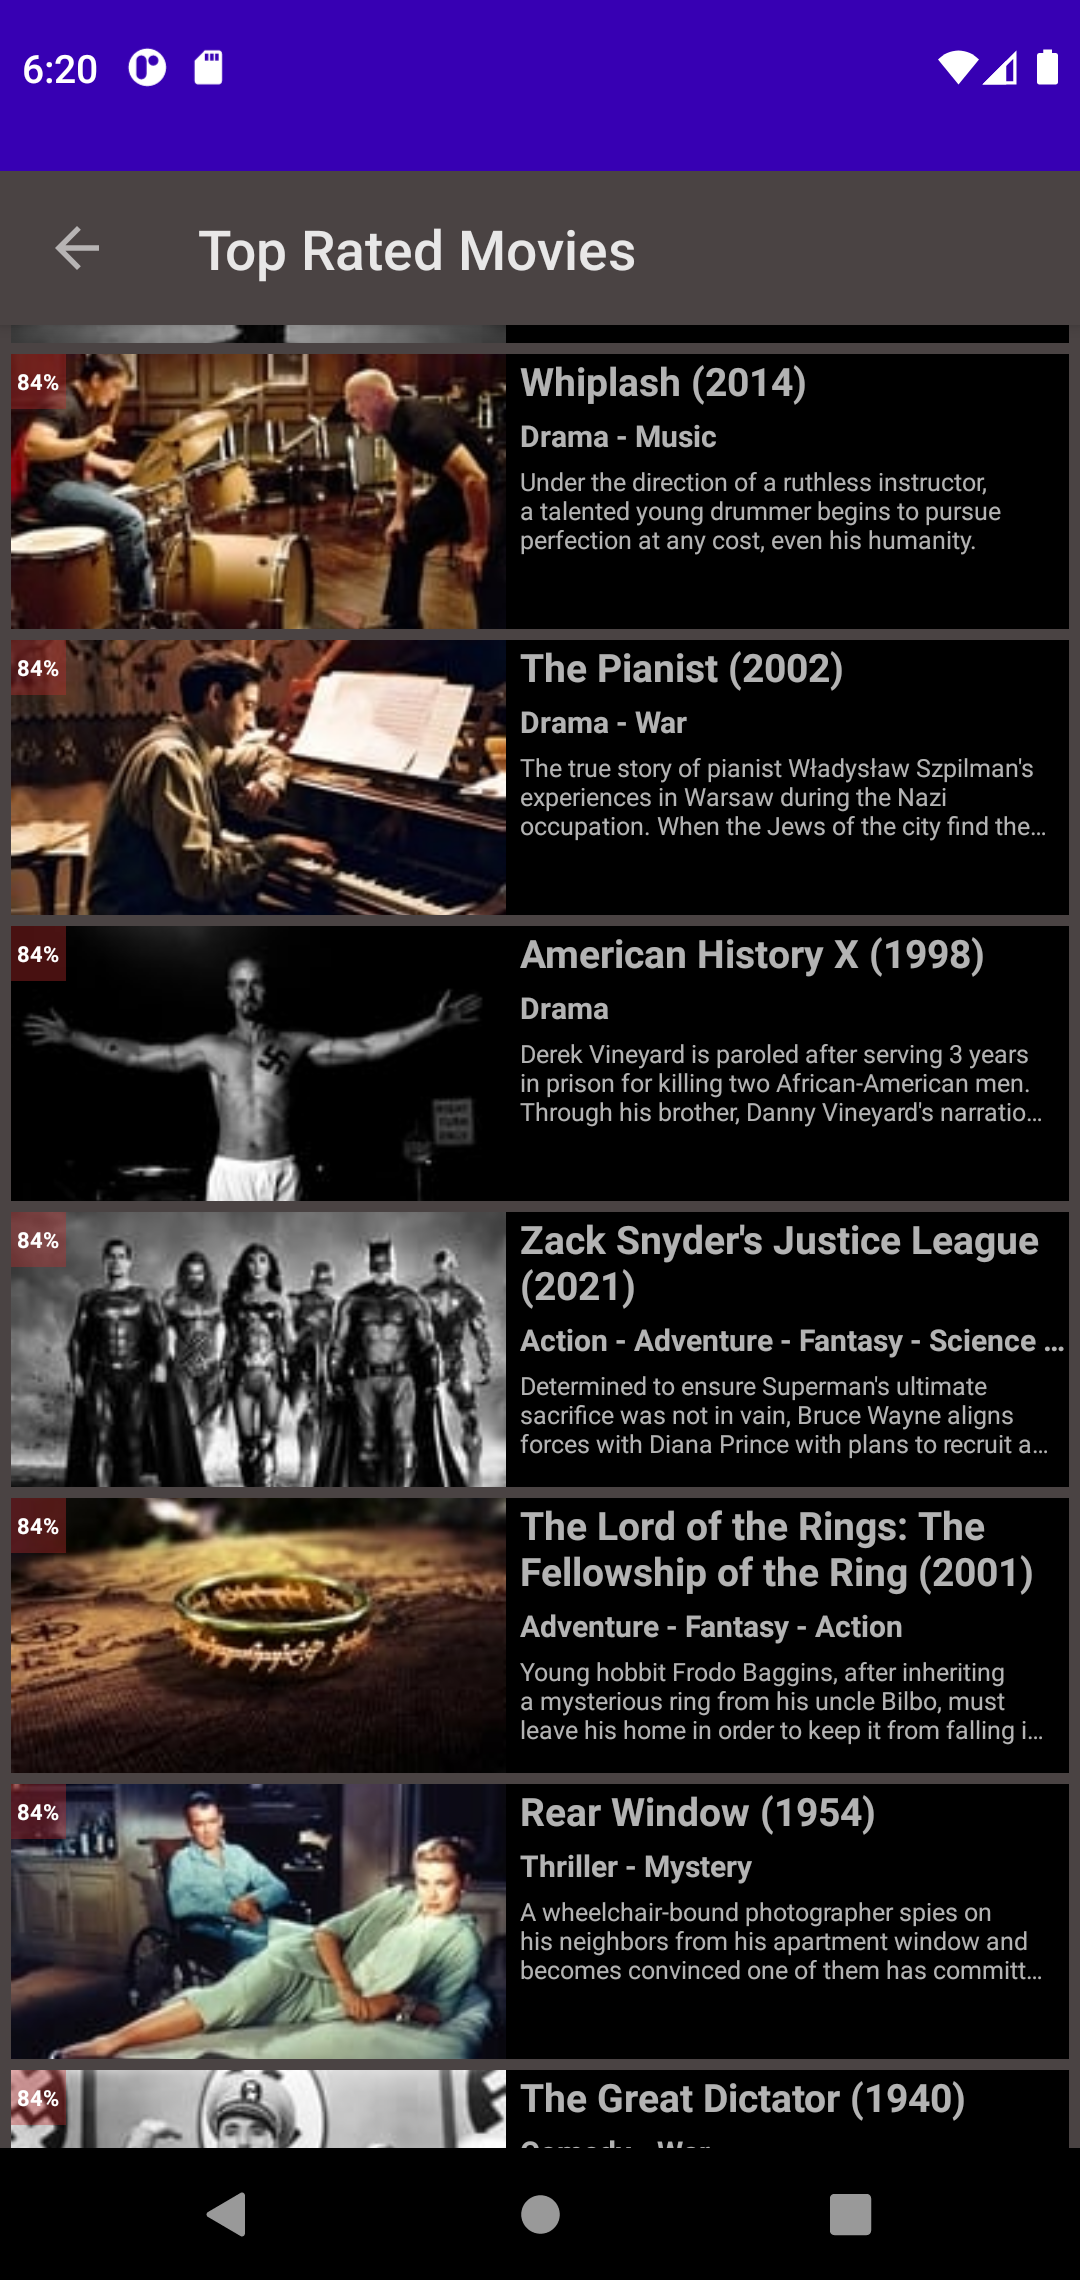 6:20
Top Rated Movies
84%
Whiplash (2014)
Drama - Music
Under the direction of a ruthless instructor,
a talented young drummer begins to pursue
perfection at any cost, even his humanity.
84%
The Pianist (2002)
Drama - War
The true story of pianist Władysław Szpilman's
experiences in Warsaw during the Nazi
occupation. When the Jews of the city find the…
84%
American History X (1998)
Drama
Derek Vineyard is paroled after serving 3 years
in prison for killing two African-American men.
Through his brother, Danny Vineyard's narratio…
RIGHT
TURN
ONLY
84%
Zack Snyder's Justice League
(2021)
Action - Adventure - Fantasy - Science …
Determined to ensure Superman's ultimate
sacrifice was not in vain, Bruce Wayne aligns
forces with Diana Prince with plans to recruit a…
84%
The Lord of the Rings: The
Fellowship of the Ring (2001)
Adventure - Fantasy - Action
Young hobbit Frodo Baggins, after inheriting
a mysterious ring from his uncle Bilbo, must
leave his home in order to keep it from falling i…
84%
Rear Window (1954)
Thriller - Mystery
A wheelchair-bound photographer spies on
his neighbors from his apartment window and
becomes convinced one of them has committ…
84%
The Great Dictator (1940)
Comedy - War